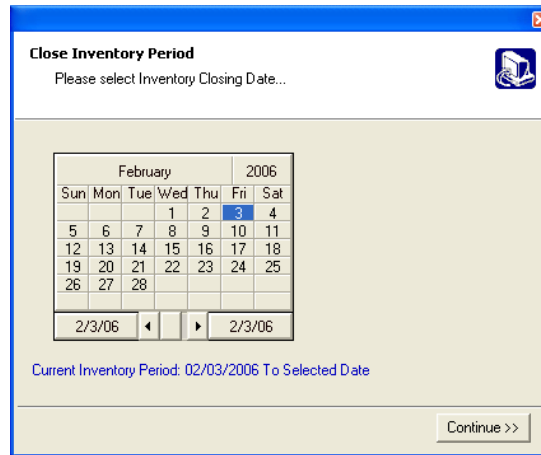 Close Inventory Period
Please select Inventory Closing Date...
February 2006
Sun Mon Tue Wed Thu Fri Sat
1 2 3 4
5 6 7 8 9 10 11
12 13 14 15 16 17 18
19 20 21 22 23 24 25
26 27 28
2/3/06 2/3/06
Current Inventory Period: 02/03/2006 To Selected Date
Continue >>